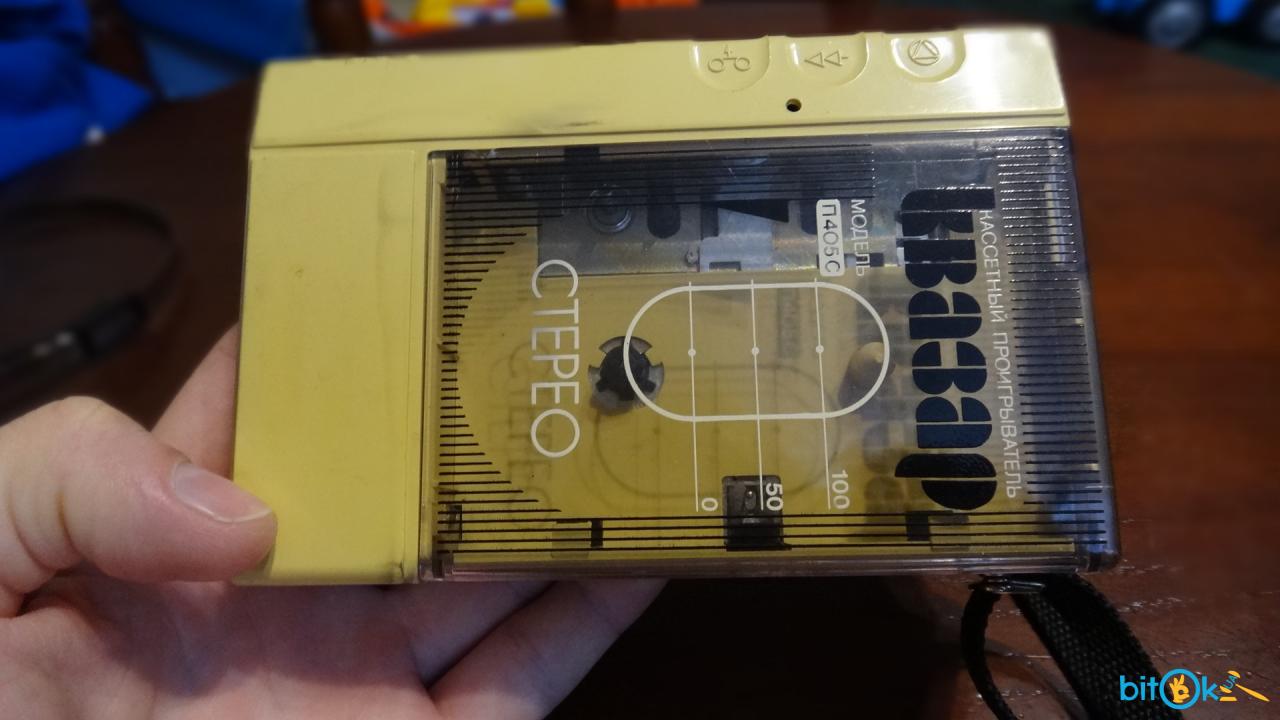 КАССЕТНЫЙ ПРОИГРЫВАТЕЛЬ
квазар
МОДЕЛЬ
П405С
100
50
0
СТЕРЕО
bitOk